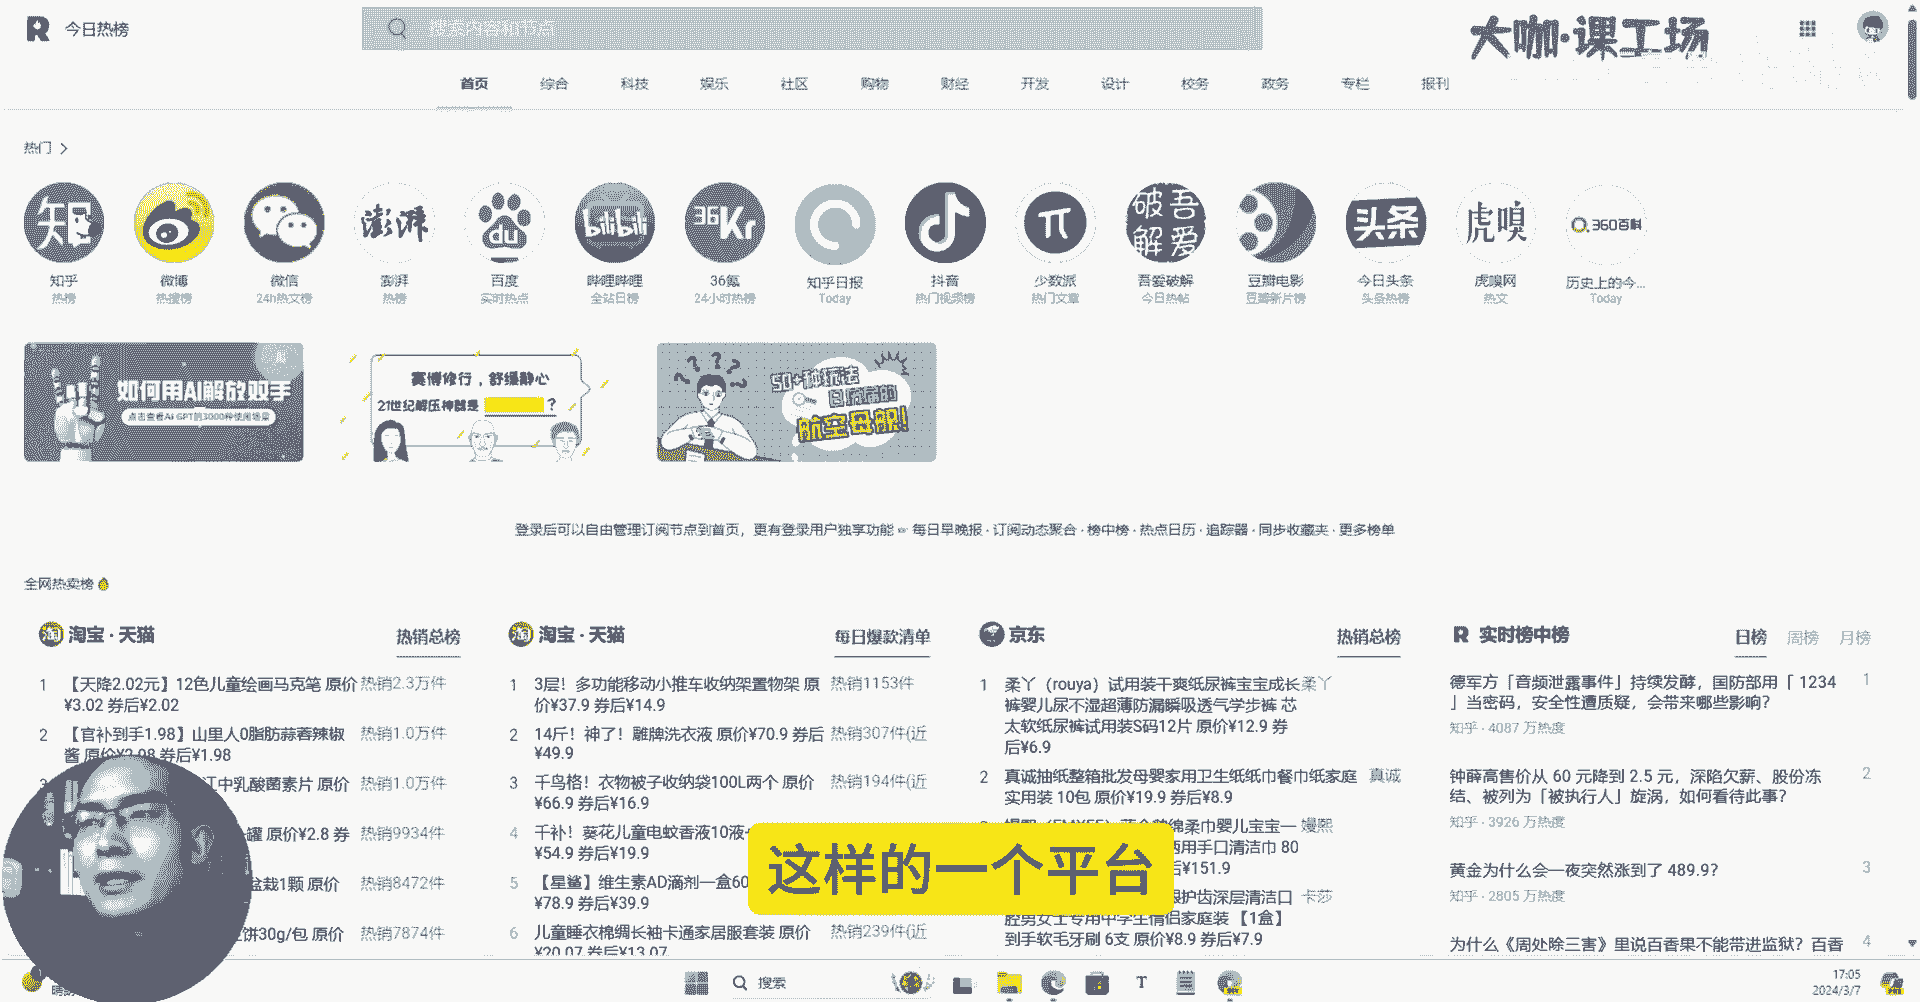 今日热榜
搜索内容和节点
大咖·课工场
首页 综合 科技 娱乐 社区 购物 财经 开发 设计 校务 政务 专栏 报刊
热门
知 澎湃 du bilibili 36Kr π 吾爱破解 头条 虎嗅 360百科
知乎 微博 微信 澎湃 百度 哔哩哔哩 36氪 知乎日报 抖音 少数派 吾爱破解 豆瓣电影 今日头条 虎嗅网 历史上的今...
热榜 热搜榜 24h热文榜 热榜 实时热点 全站日榜 24小时热榜 Today 热门视频榜 热门文章 今日热帖 豆瓣新片榜 头条热榜 热文 Today
如何用AI解放双手
点击查看AI·GPT的3000种使用场景
赛博修行，舒缓静心
21世纪解压神器是 ？
50+种玩法
航空母舰!
登录后可以自由管理订阅节点到首页，更有登录用户独享功能 每日早晚报 · 订阅动态聚合 · 榜中榜 · 热点日历 · 追踪器 · 同步收藏夹 · 更多榜单
全网热卖榜
淘宝 · 天猫 热销总榜
1 【天降2.02元】12色儿童绘画马克笔 原价 热销2.3万件
¥3.02 券后¥2.02
2 【官补到手1.98】山里人0脂肪蒜蓉辣椒 热销1.0万件
酱 原价¥2.98 券后¥1.98
江中乳酸菌素片 原价 热销1.0万件
罐 原价¥2.8 券 热销9934件
盆栽1颗 原价 热销8472件
饼30g/包 原价 热销7874件
淘宝 · 天猫 每日爆款清单
1 3层！多功能移动小推车收纳架置物架 原 热销1153件
价¥37.9 券后¥14.9
2 14斤！神了！雕牌洗衣液 原价¥70.9 券后 热销307件(近
¥49.9
3 千鸟格！衣物被子收纳袋100L两个 原价 热销194件(近
¥66.9 券后¥16.9
4 千补！葵花儿童电蚊香液10液
¥54.9 券后¥19.9
5 【星鲨】维生素AD滴剂一盒60
¥78.9 券后¥39.9
6 儿童睡衣棉绸长袖卡通家居服套装 原价 热销239件(近
¥20.07 券后¥13.07
京东 热销总榜
1 柔丫（rouya）试用装干爽纸尿裤宝宝成长 柔丫
裤婴儿尿不湿超薄防漏瞬吸透气学步裤 芯
太软纸尿裤试用装S码12片 原价¥12.9 券
后¥6.9
2 真诚抽纸整箱批发母婴家用卫生纸纸巾餐巾纸家庭 真诚
实用装 10包 原价¥19.9 券后¥8.9
绵柔巾婴儿宝宝一 嫚熙
两用手口清洁巾 80
¥151.9
护齿深层清洁口 卡莎
腔男女士专用中学生情侣家庭装 【1盒】
到手软毛牙刷 6支 原价¥8.9 券后¥7.9
实时榜中榜 日榜 周榜 月榜
德军方「音频泄露事件」持续发酵，国防部用「 1234 1
」当密码，安全性遭质疑，会带来哪些影响？
知乎 · 4087 万热度
钟薛高售价从 60 元降到 2.5 元，深陷欠薪、股份冻 2
结、被列为「被执行人」旋涡，如何看待此事？
知乎 · 3926 万热度
黄金为什么会一夜突然涨到了 489.9？ 3
知乎 · 2805 万热度
为什么《周处除三害》里说百香果不能带进监狱？百香 4
这样的一个平台
搜索
17:05
2024/3/7